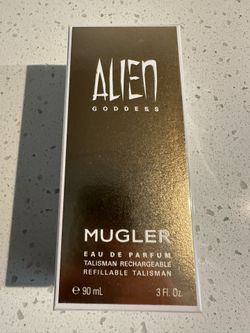 ALIEN
GODDESS
MUGLER
EAU DE PARFUM
TALISMAN RECHARGEABLE
REFILLABLE TALISMAN
℮ 90 mL 3 Fl. Oz.